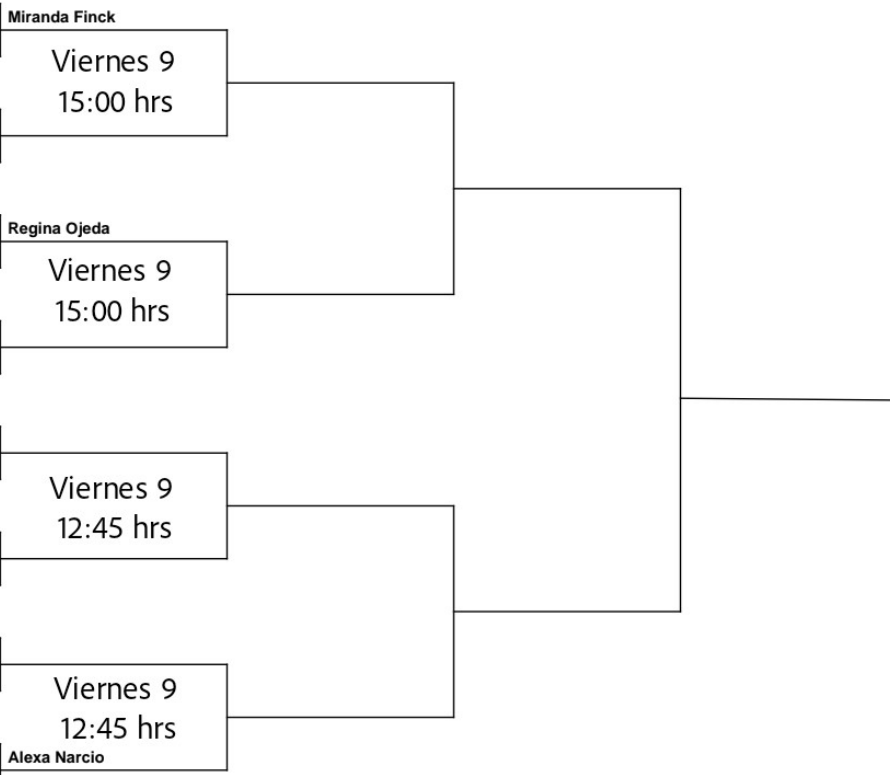 Miranda Finck
Viernes 9
15:00 hrs
Regina Ojeda
Viernes 9
15:00 hrs
Viernes 9
12:45 hrs
Viernes 9
12:45 hrs
Alexa Narcio